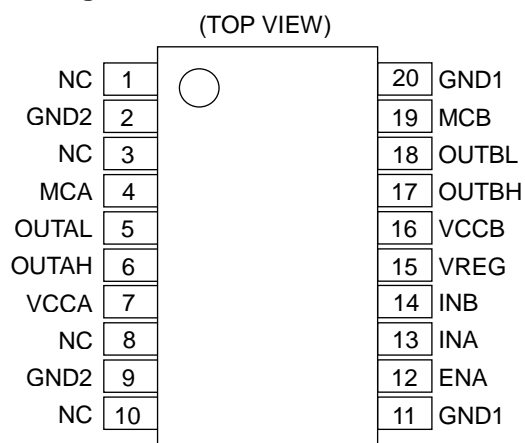 (TOP VIEW)
NC 1 20 GND1
GND2 2 19 MCB
NC 3 18 OUTBL
MCA 4 17 OUTBH
OUTAL 5 16 VCCB
OUTAH 6 15 VREG
VCCA 7 14 INB
NC 8 13 INA
GND2 9 12 ENA
NC 10 11 GND1